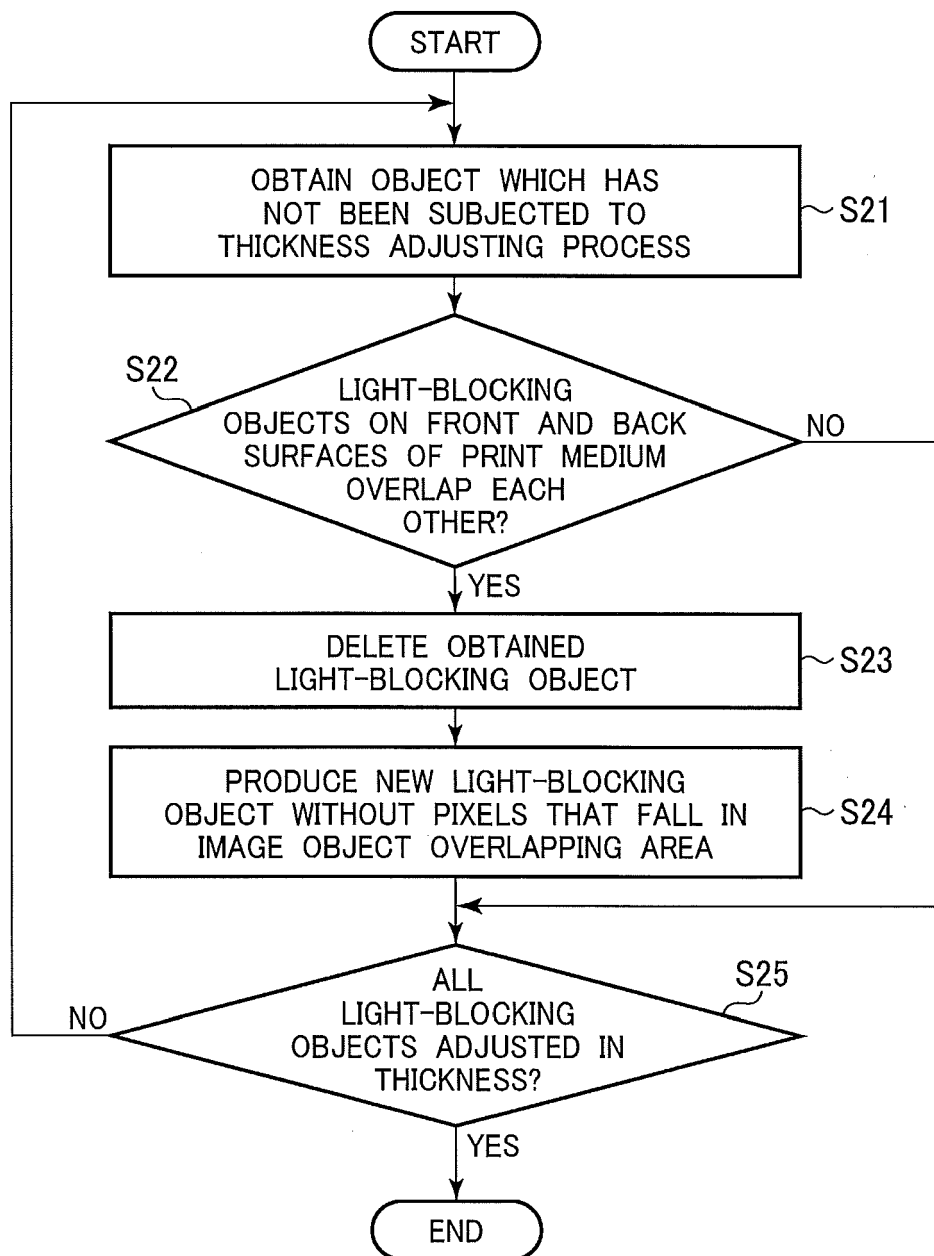 START
OBTAIN OBJECT WHICH HAS
NOT BEEN SUBJECTED TO
THICKNESS ADJUSTING PROCESS
S21
S22
LIGHT-BLOCKING
OBJECTS ON FRONT AND BACK
SURFACES OF PRINT MEDIUM
OVERLAP EACH
OTHER?
NO
YES
DELETE OBTAINED
LIGHT-BLOCKING OBJECT
S23
PRODUCE NEW LIGHT-BLOCKING
OBJECT WITHOUT PIXELS THAT FALL IN
IMAGE OBJECT OVERLAPPING AREA
S24
ALL
LIGHT-BLOCKING
OBJECTS ADJUSTED IN
THICKNESS?
S25
NO
YES
END